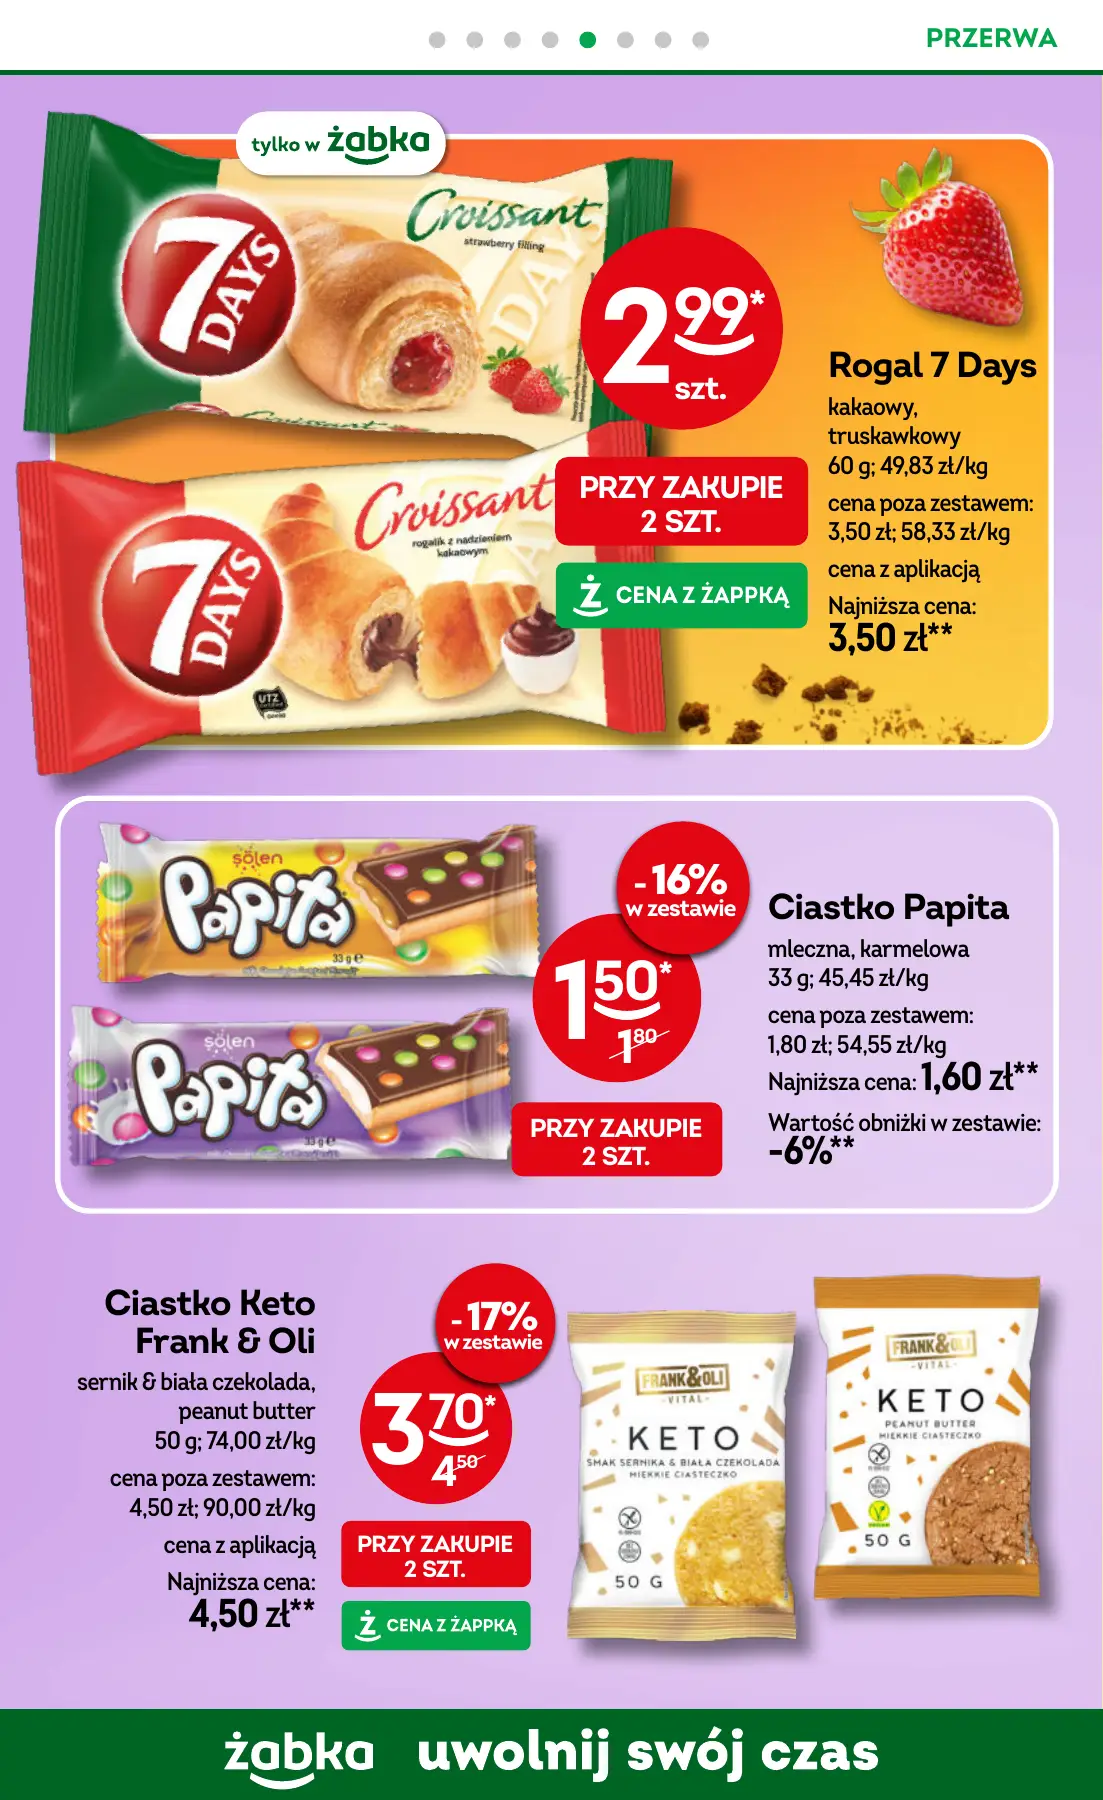 PRZERWA
tylko w żabka
7 DAYS
Croissant
strawberry filling
2 99*
szt.
PRZY ZAKUPIE
2 SZT.
CENA Z ŻAPPKĄ
7 DAYS
Croissant
rogalik z nadzieniem
kakaowym
UTZ
Certified
Rogal 7 Days
kakaowy,
truskawkowy
60 g; 49,83 zł/kg
cena poza zestawem:
3,50 zł; 58,33 zł/kg
cena z aplikacją
Najniższa cena:
3,50 zł**
şölen
Papita
33 g e
şölen
Papita
33 g e
-16%
w zestawie
1 50*
1 80
PRZY ZAKUPIE
2 SZT.
Ciastko Papita
mleczna, karmelowa
33 g; 45,45 zł/kg
cena poza zestawem:
1,80 zł; 54,55 zł/kg
Najniższa cena: 1,60 zł**
Wartość obniżki w zestawie:
-6%**
Ciastko Keto
Frank & Oli
sernik & biała czekolada,
peanut butter
50 g; 74,00 zł/kg
cena poza zestawem:
4,50 zł; 90,00 zł/kg
cena z aplikacją
Najniższa cena:
4,50 zł**
-17%
w zestawie
3 70*
4 50
PRZY ZAKUPIE
2 SZT.
CENA Z ŻAPPKĄ
FRANK&OLI
VITAL
KETO
SMAK SERNIKA & BIAŁA CZEKOLADA
MIĘKKIE CIASTECZKO
50 G
FRANK&OLI
VITAL
KETO
PEANUT BUTTER
MIĘKKIE CIASTECZKO
50 G
żabka uwolnij swój czas